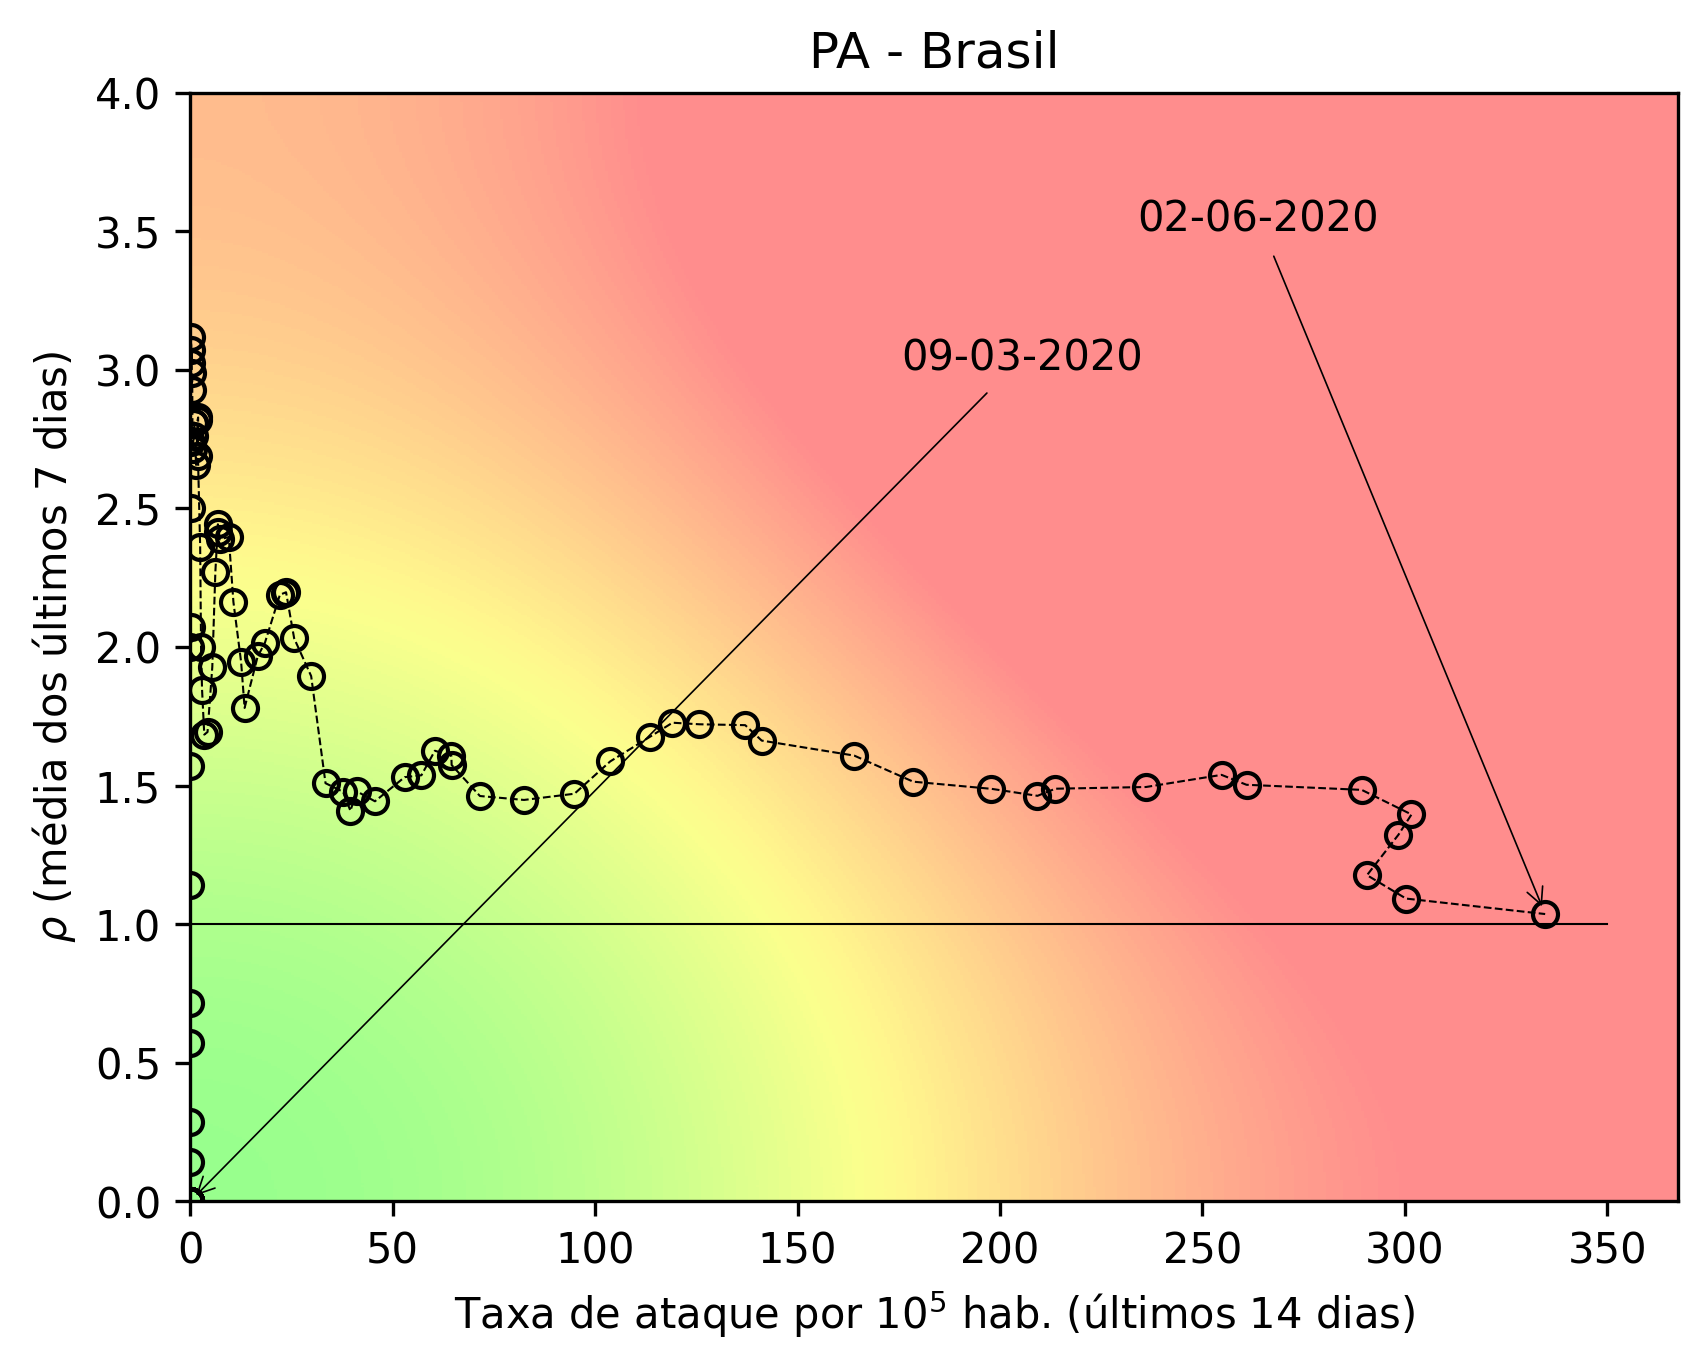 PA - Brasil
4.0
3.5
3.0
2.5
2.0
1.5
1.0
0.5
0.0
ρ (média dos últimos 7 dias)
02-06-2020
09-03-2020
0 50 100 150 200 250 300 350
Taxa de ataque por 10⁵ hab. (últimos 14 dias)